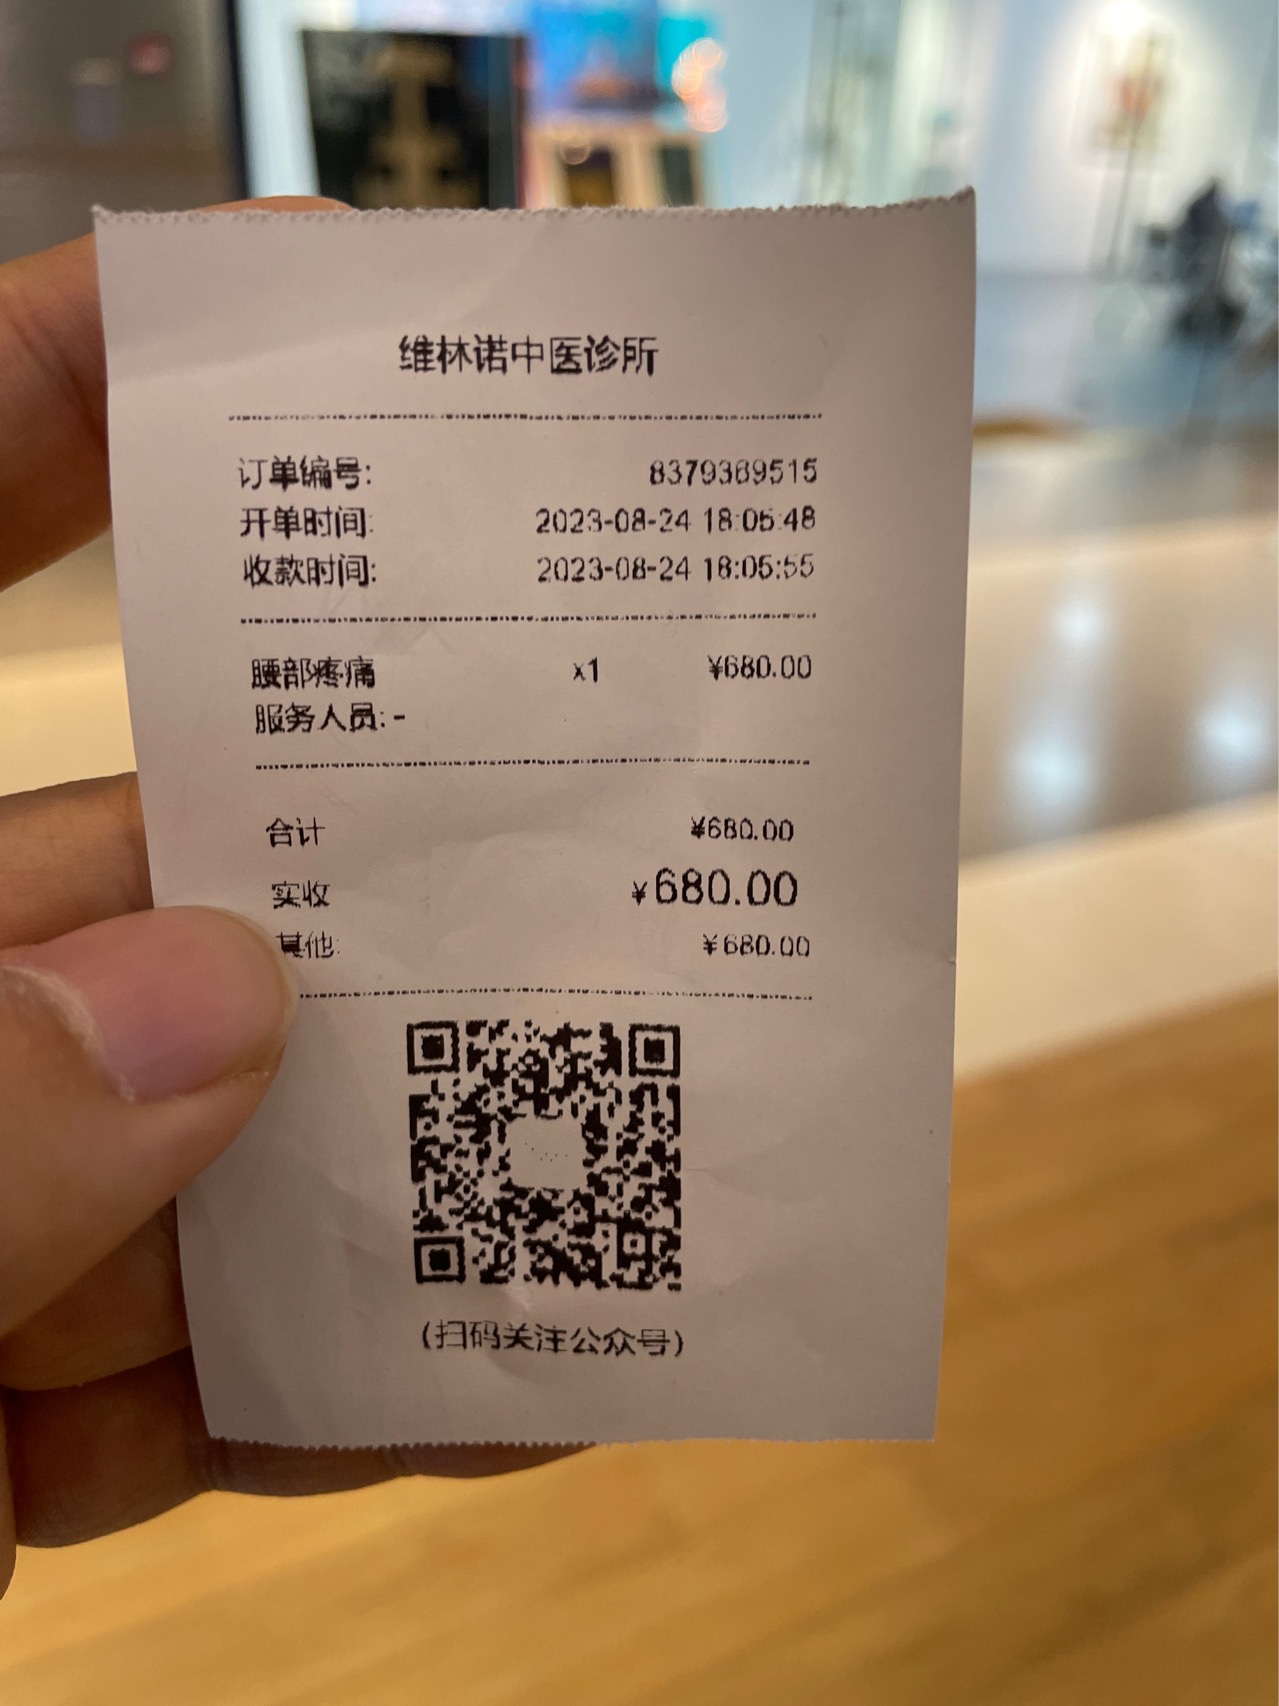 维林诺中医诊所
订单编号: 8379369515
开单时间: 2023-08-24 18:05:48
收款时间: 2023-08-24 18:05:55
腰部疼痛 x1 ¥680.00
服务人员: -
合计 ¥680.00
实收 ¥680.00
其他: ¥680.00
(扫码关注公众号)